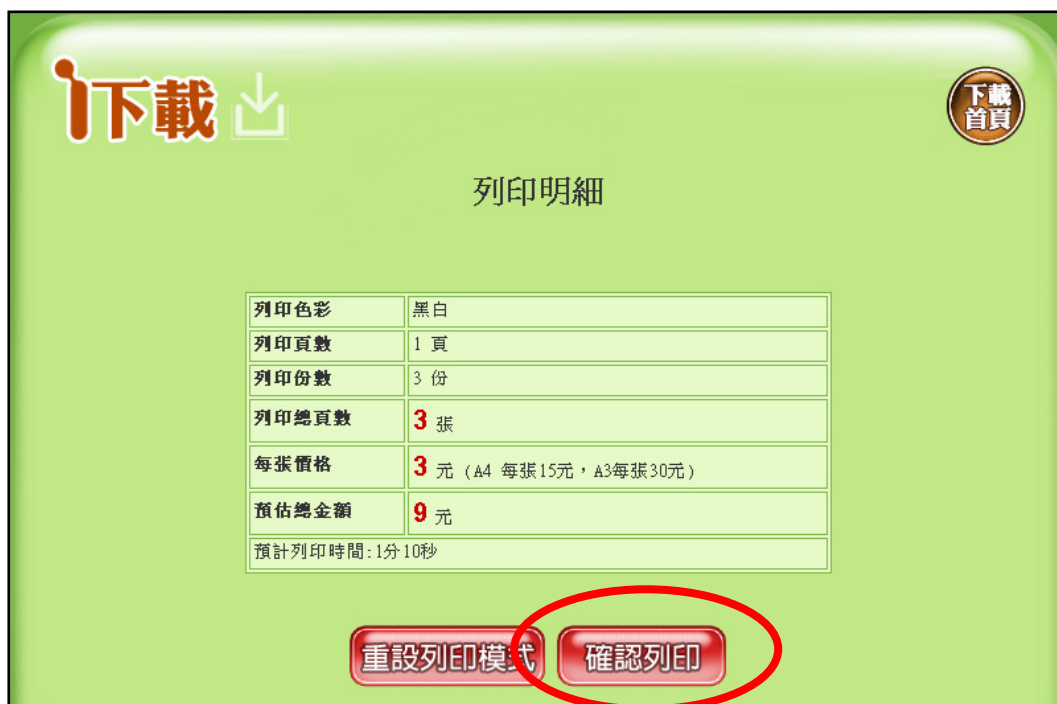 i下載
下載
首頁
列印明細
列印色彩 黑白
列印頁數 1 頁
列印份數 3 份
列印總頁數 3 張
每張價格 3 元 (A4 每張15元，A3每張30元)
預估總金額 9 元
預計列印時間:1分10秒
重設列印模式 確認列印